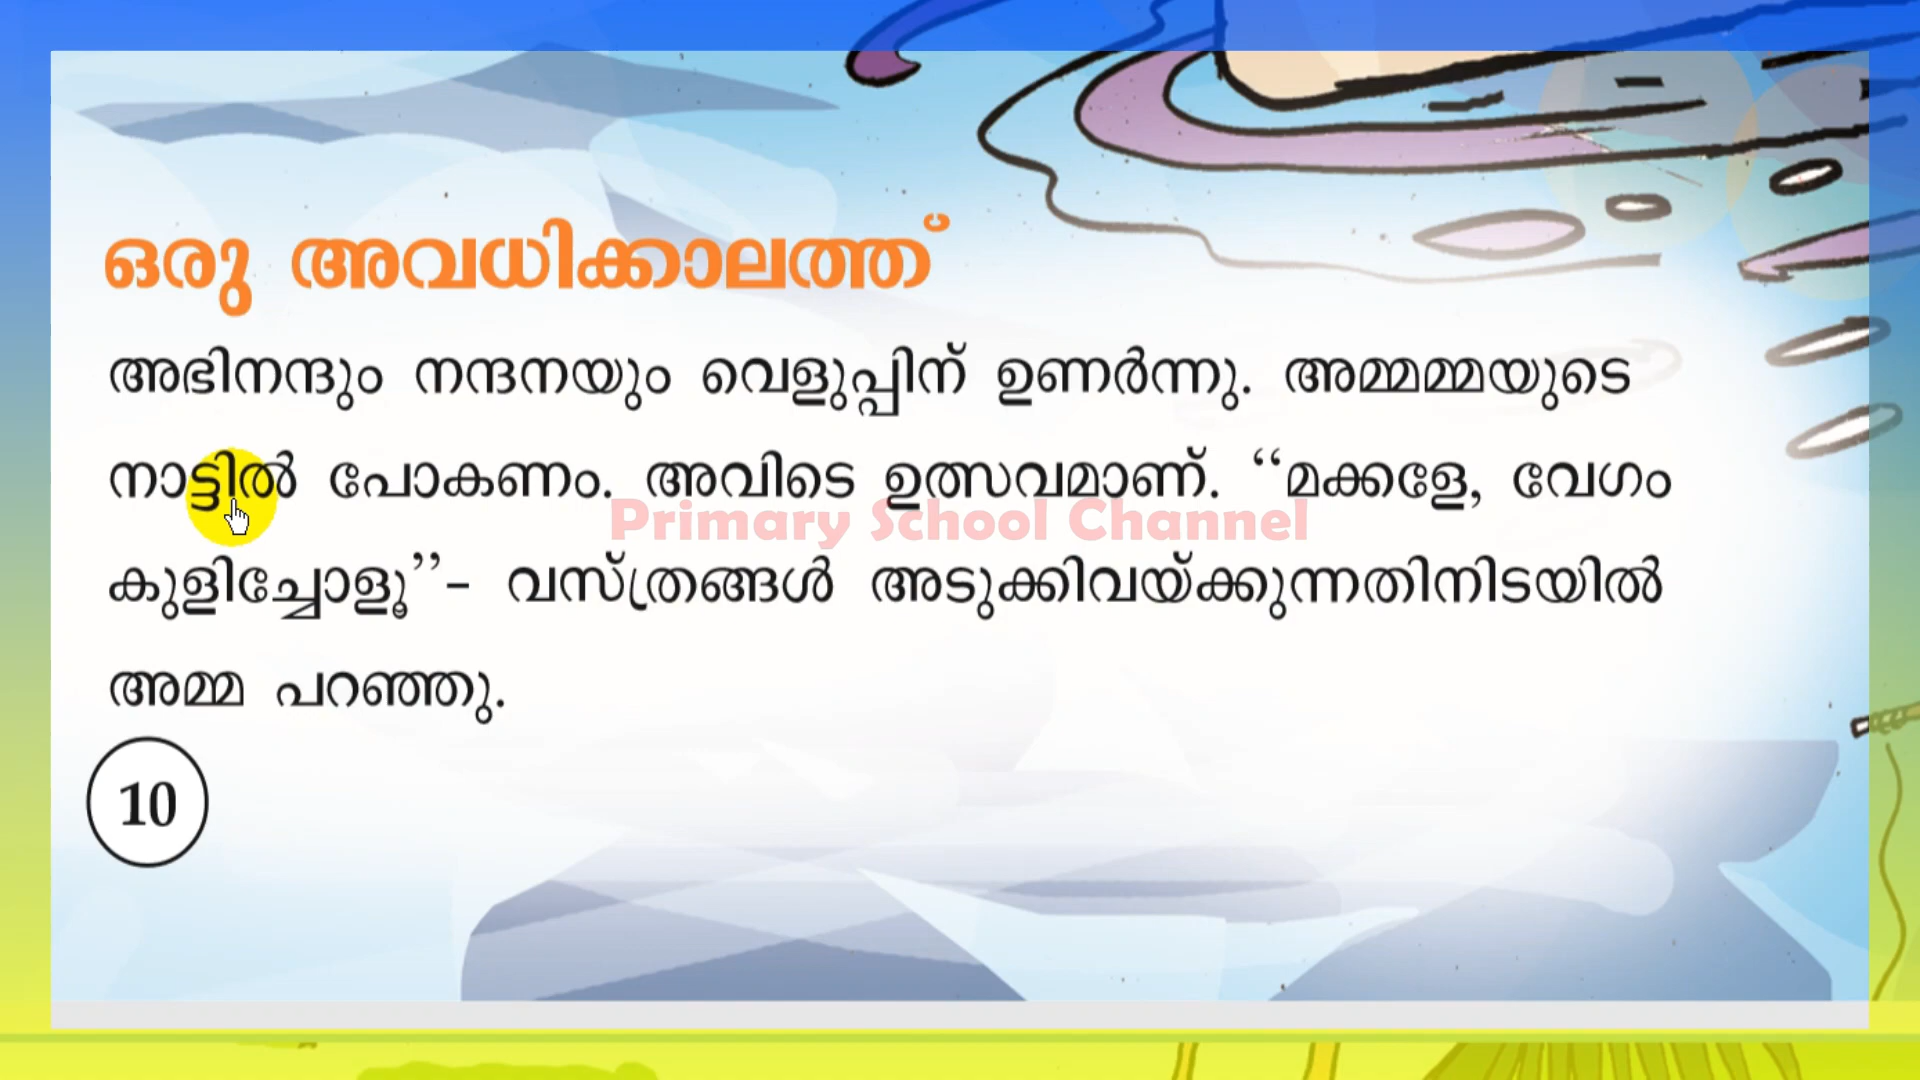 ഒരു അവധിക്കാലത്ത്
അഭിനന്ദും നന്ദനയും വെളുപ്പിന് ഉണർന്നു. അമ്മമ്മയുടെ
നാട്ടിൽ പോകണം. അവിടെ ഉത്സവമാണ്. “മക്കളേ, വേഗം
Primary School Channel
കുളിച്ചോളൂ”- വസ്ത്രങ്ങൾ അടുക്കിവയ്ക്കുന്നതിനിടയിൽ
അമ്മ പറഞ്ഞു.
10